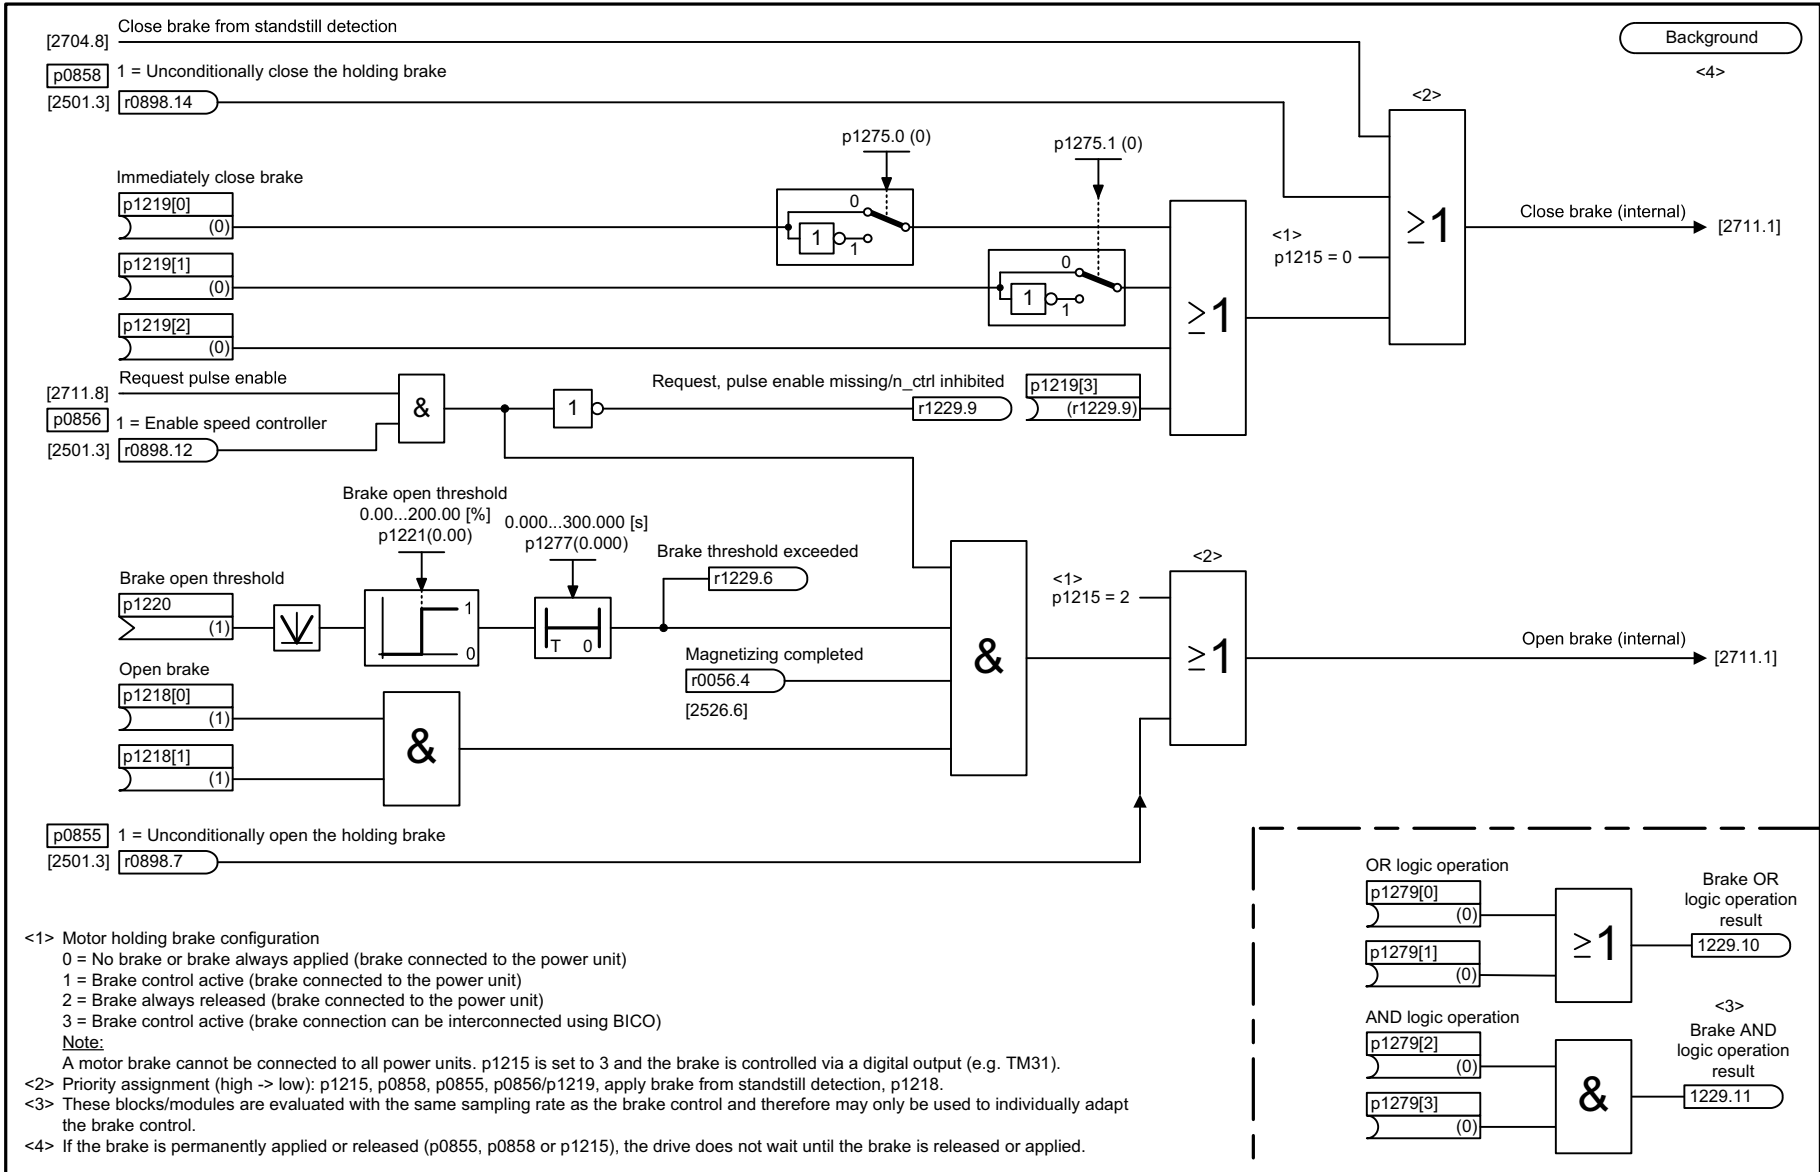 Close brake from standstill detection
[2704.8]
Background
<4>
p0858 1 = Unconditionally close the holding brake
[2501.3] r0898.14
<2>
p1275.0 (0)
p1275.1 (0)
Immediately close brake
p1219[0]
(0)
0
1
1
p1219[1]
(0)
0
1
1
p1219[2]
(0)
≥1
<1>
p1215 = 0
≥1
Close brake (internal)
[2711.1]
Request pulse enable
[2711.8]
p0856 1 = Enable speed controller
[2501.3] r0898.12
&
1
Request, pulse enable missing/n_ctrl inhibited
r1229.9
p1219[3]
(r1229.9)
Brake open threshold
0.00...200.00 [%]
p1221(0.00)
0.000...300.000 [s]
p1277(0.000)
Brake threshold exceeded
r1229.6
Brake open threshold
p1220
(1)
1
0
T 0
Magnetizing completed
r0056.4
[2526.6]
&
<2>
<1>
p1215 = 2
≥1
Open brake (internal)
[2711.1]
Open brake
p1218[0]
(1)
p1218[1]
(1)
&
p0855 1 = Unconditionally open the holding brake
[2501.3] r0898.7
OR logic operation
p1279[0]
(0)
p1279[1]
(0)
≥1
Brake OR
logic operation
result
1229.10
AND logic operation
p1279[2]
(0)
p1279[3]
(0)
&
<3>
Brake AND
logic operation
result
1229.11
<1> Motor holding brake configuration
0 = No brake or brake always applied (brake connected to the power unit)
1 = Brake control active (brake connected to the power unit)
2 = Brake always released (brake connected to the power unit)
3 = Brake control active (brake connection can be interconnected using BICO)
Note:
A motor brake cannot be connected to all power units. p1215 is set to 3 and the brake is controlled via a digital output (e.g. TM31).
<2> Priority assignment (high -> low): p1215, p0858, p0855, p0856/p1219, apply brake from standstill detection, p1218.
<3> These blocks/modules are evaluated with the same sampling rate as the brake control and therefore may only be used to individually adapt
the brake control.
<4> If the brake is permanently applied or released (p0855, p0858 or p1215), the drive does not wait until the brake is released or applied.